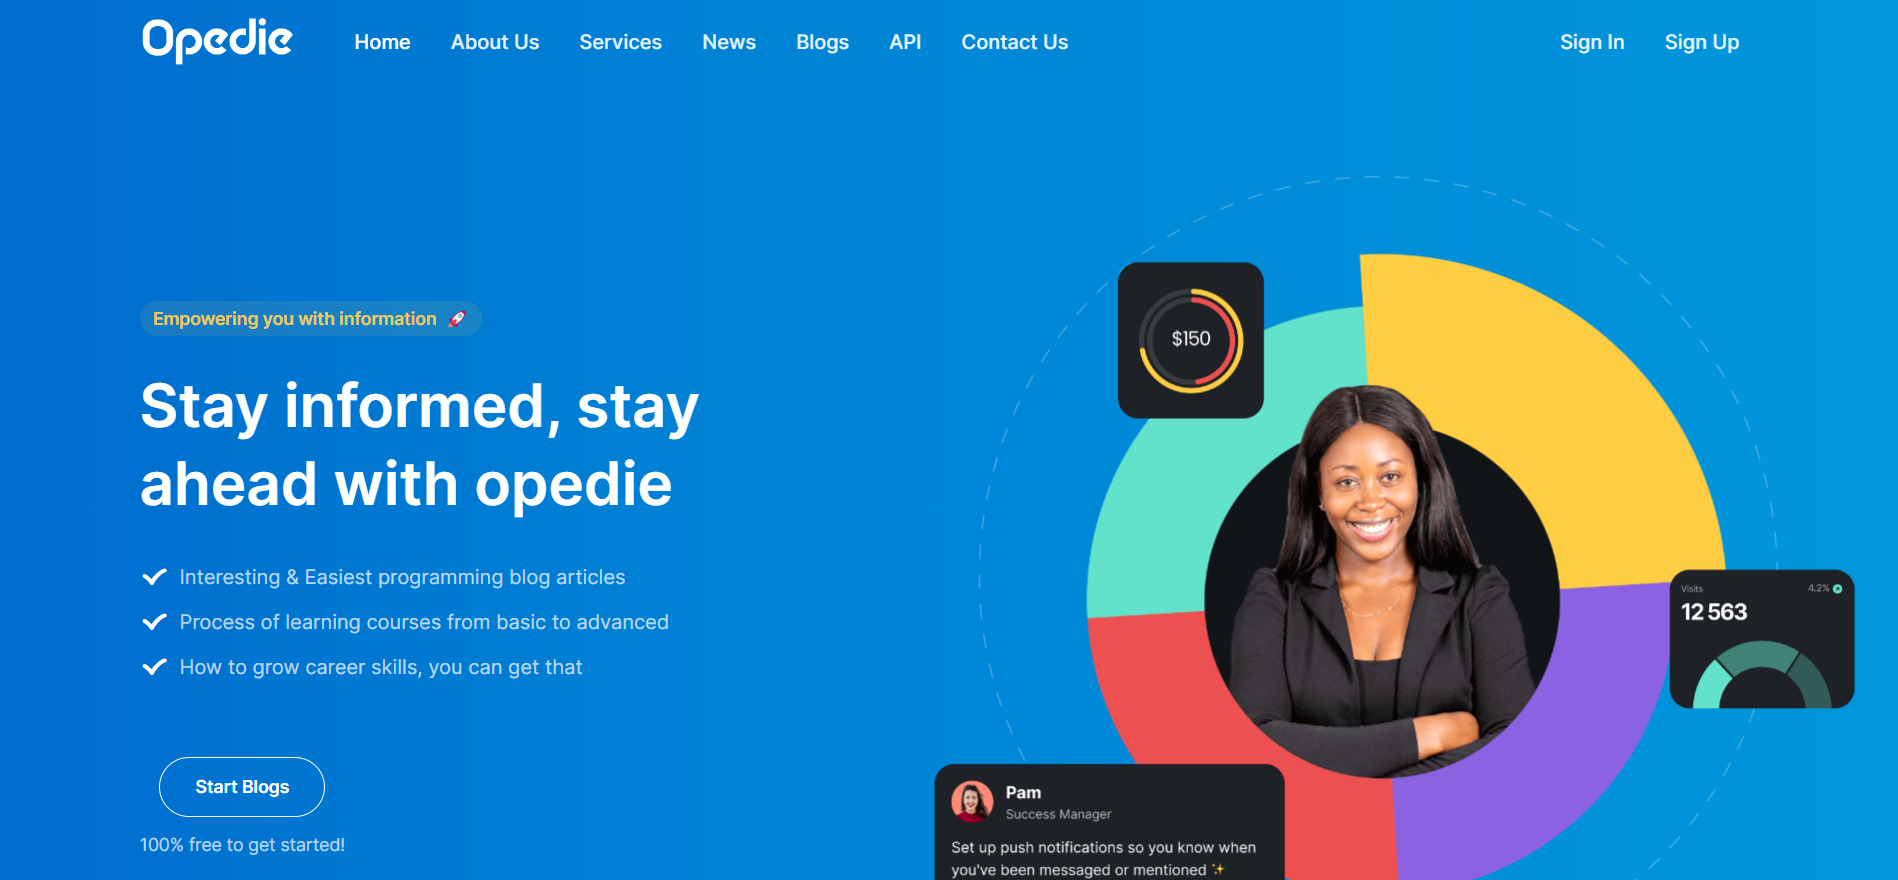 Opedie
Home
About Us
Services
News
Blogs
API
Contact Us
Sign In
Sign Up
Empowering you with information 🚀
Stay informed, stay
ahead with opedie
Interesting & Easiest programming blog articles
Process of learning courses from basic to advanced
How to grow career skills, you can get that
Start Blogs
100% free to get started!
$150
Visits
4.2%
12 563
Pam
Success Manager
Set up push notifications so you know when
you've been messaged or mentioned ✨